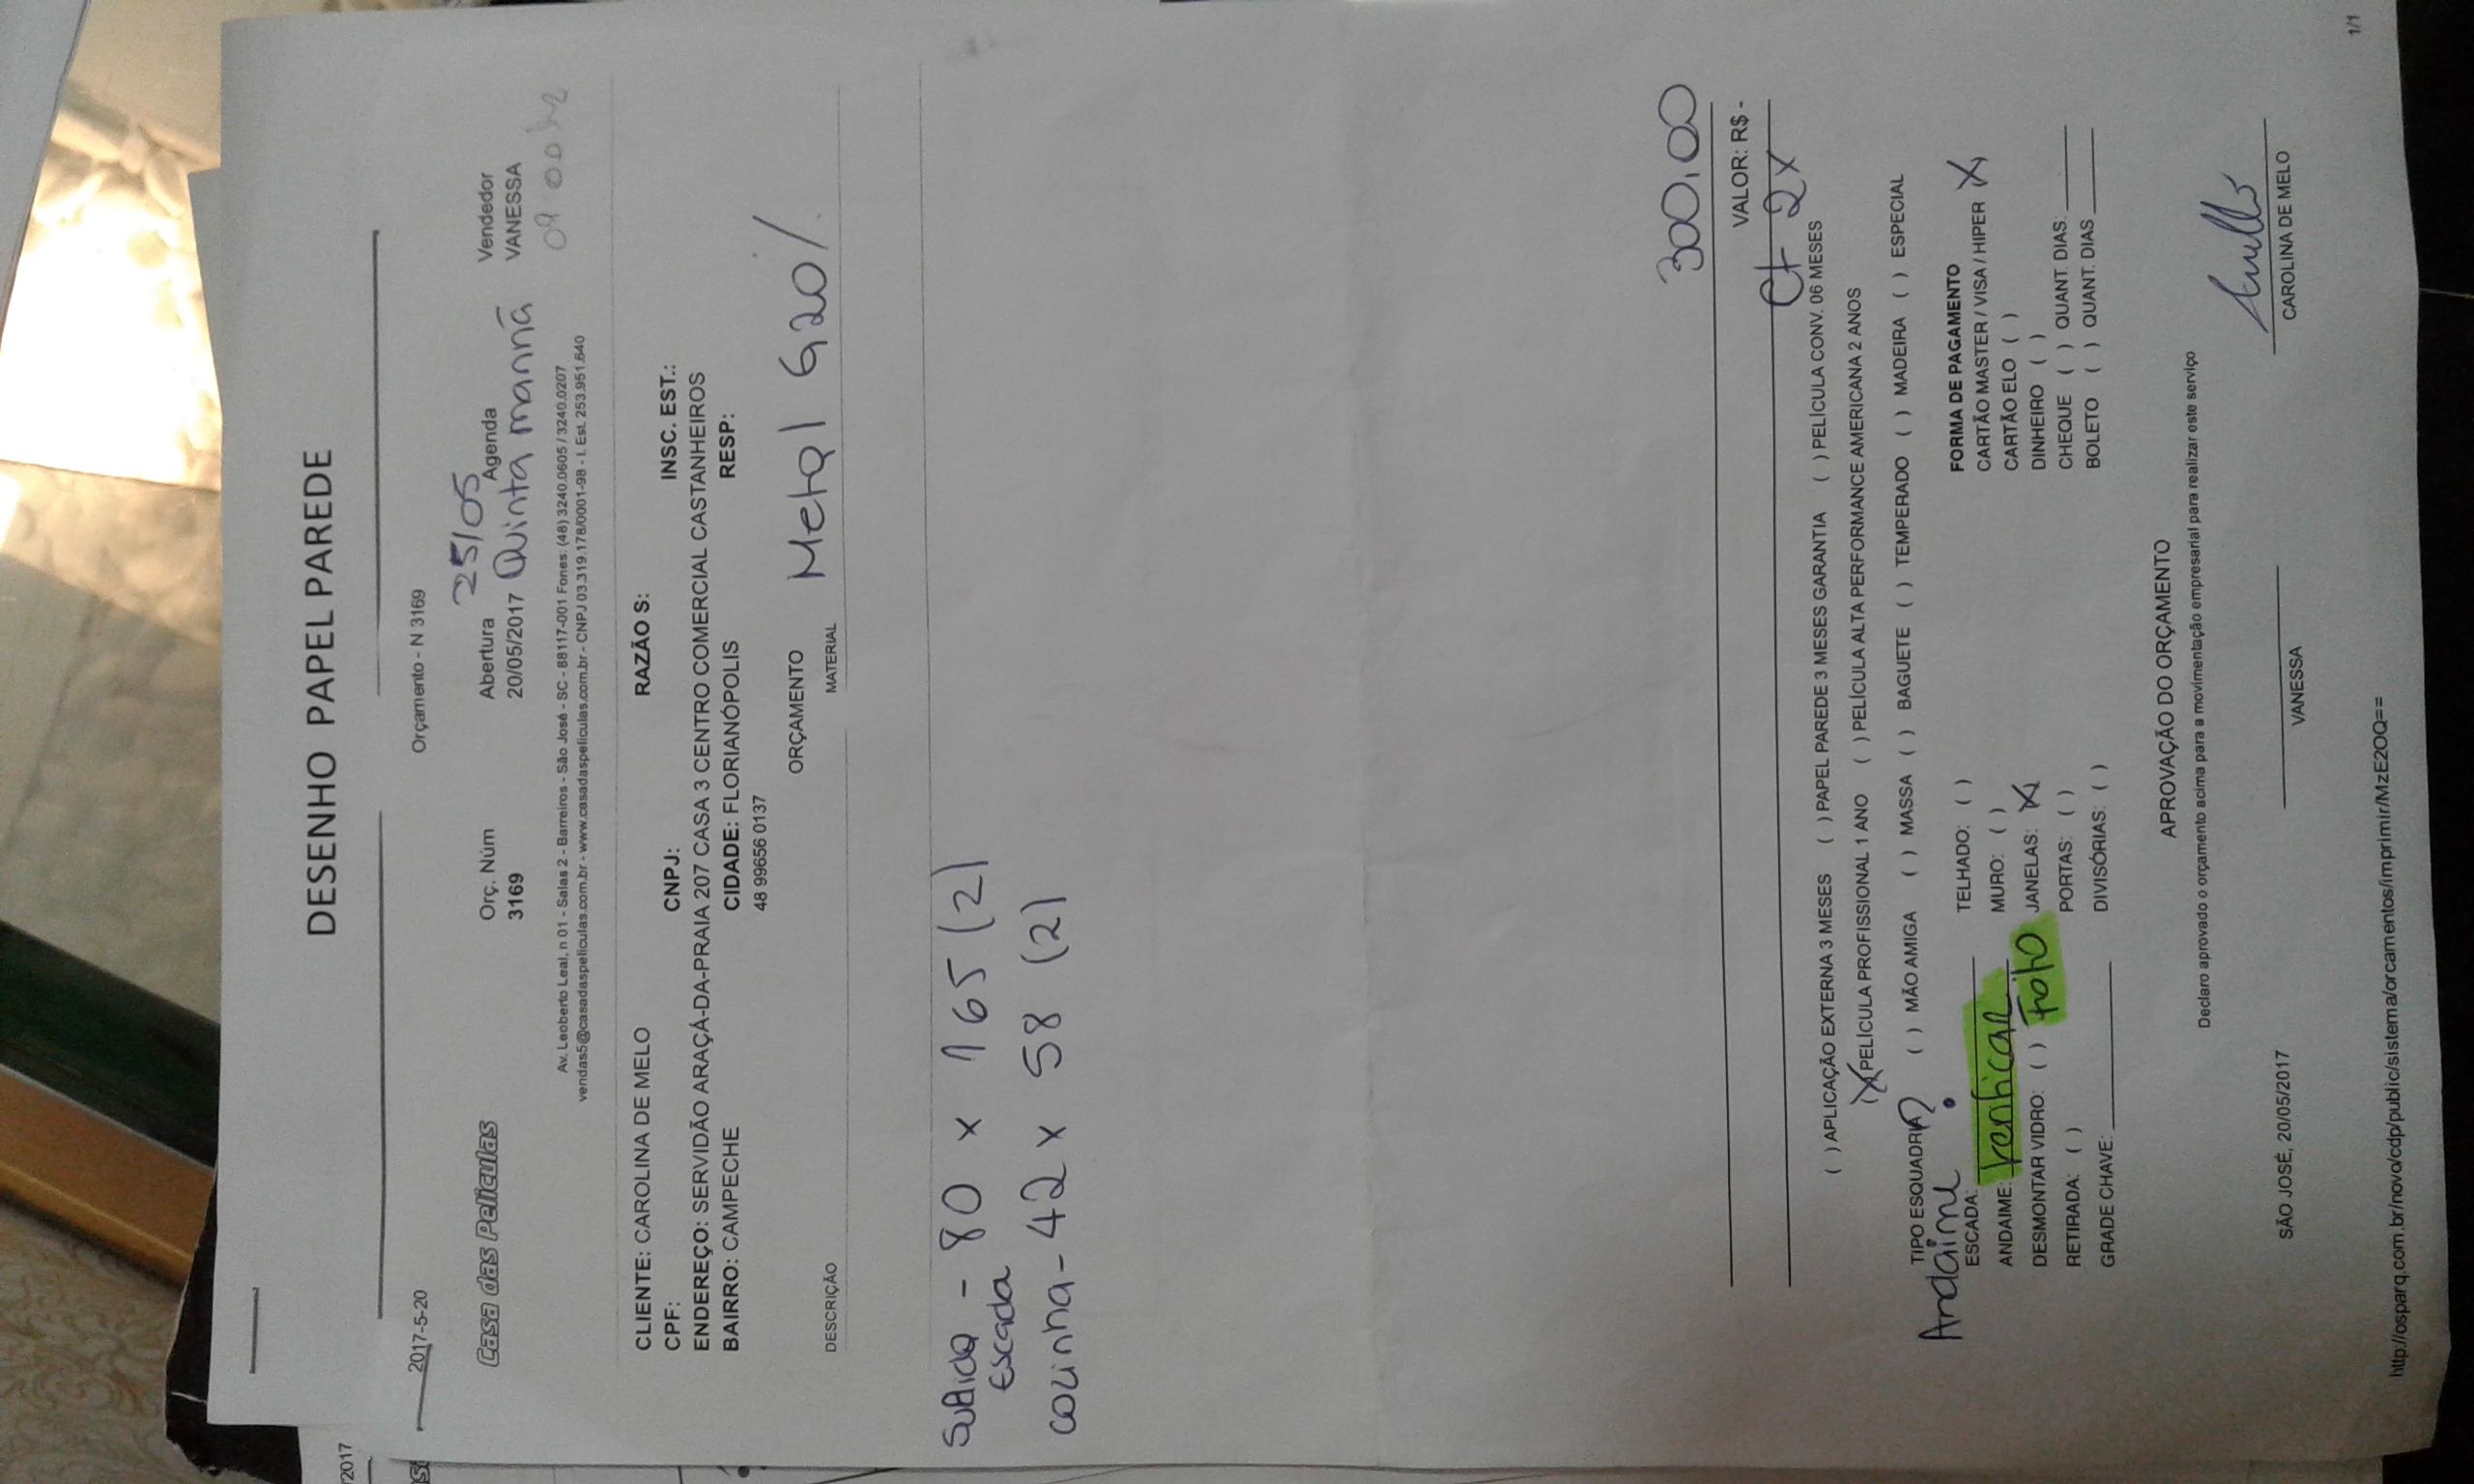 DESENHO PAPEL PAREDE
2017-5-20
Orçamento - N 3169
25/05
Casa das Peliculas
Orç. Núm
3169
Abertura
20/05/2017
Agenda
Quinta manhã
Vendedor
VANESSA
09:00 hr
Av. Leoberto Leal, n 01 - Salas 2 - Barreiros - São José - SC - 88117-001 Fones: (48) 3240.0605 / 3240.0207
vendas5@casadaspeliculas.com.br - www.casadaspeliculas.com.br - CNPJ 03.319.178/0001-98 - I. Est. 253.951.640
CLIENTE: CAROLINA DE MELO RAZÃO S:
CPF: CNPJ: INSC. EST.:
ENDEREÇO: SERVIDÃO ARAÇÁ-DA-PRAIA 207 CASA 3 CENTRO COMERCIAL CASTANHEIROS
BAIRRO: CAMPECHE CIDADE: FLORIANÓPOLIS RESP:
48 99656 0137
ORÇAMENTO
DESCRIÇÃO MATERIAL Metal G20%
Subida - 80 x 165 (2)
Escada
cozinha - 42 x 58 (2)
300,00
VALOR: R$ -
Ct 2x
( ) APLICAÇÃO EXTERNA 3 MESES ( ) PAPEL PAREDE 3 MESES GARANTIA ( ) PELÍCULA CONV. 06 MESES
(X) PELÍCULA PROFISSIONAL 1 ANO ( ) PELÍCULA ALTA PERFORMANCE AMERICANA 2 ANOS
TIPO ESQUADRIA ( ) MÃO AMIGA ( ) MASSA ( ) BAGUETE ( ) TEMPERADO ( ) MADEIRA ( ) ESPECIAL
Andaime ?
ESCADA: TELHADO: ( ) FORMA DE PAGAMENTO
ANDAIME: verificar MURO: ( ) CARTÃO MASTER / VISA / HIPER X
DESMONTAR VIDRO: ( ) Foto JANELAS: X CARTÃO ELO ( )
RETIRADA: ( ) PORTAS: ( ) DINHEIRO ( )
GRADE CHAVE: DIVISÓRIAS: ( ) CHEQUE ( ) QUANT. DIAS:
BOLETO ( ) QUANT. DIAS
APROVAÇÃO DO ORÇAMENTO
Declaro aprovado o orçamento acima para a movimentação empresarial para realizar este serviço
SÃO JOSÉ, 20/05/2017
VANESSA
CAROLINA DE MELO
http://osparq.com.br/novo/cdp/public/sistema/orcamentos/imprimir/MzE2OQ==
1/1
/2017